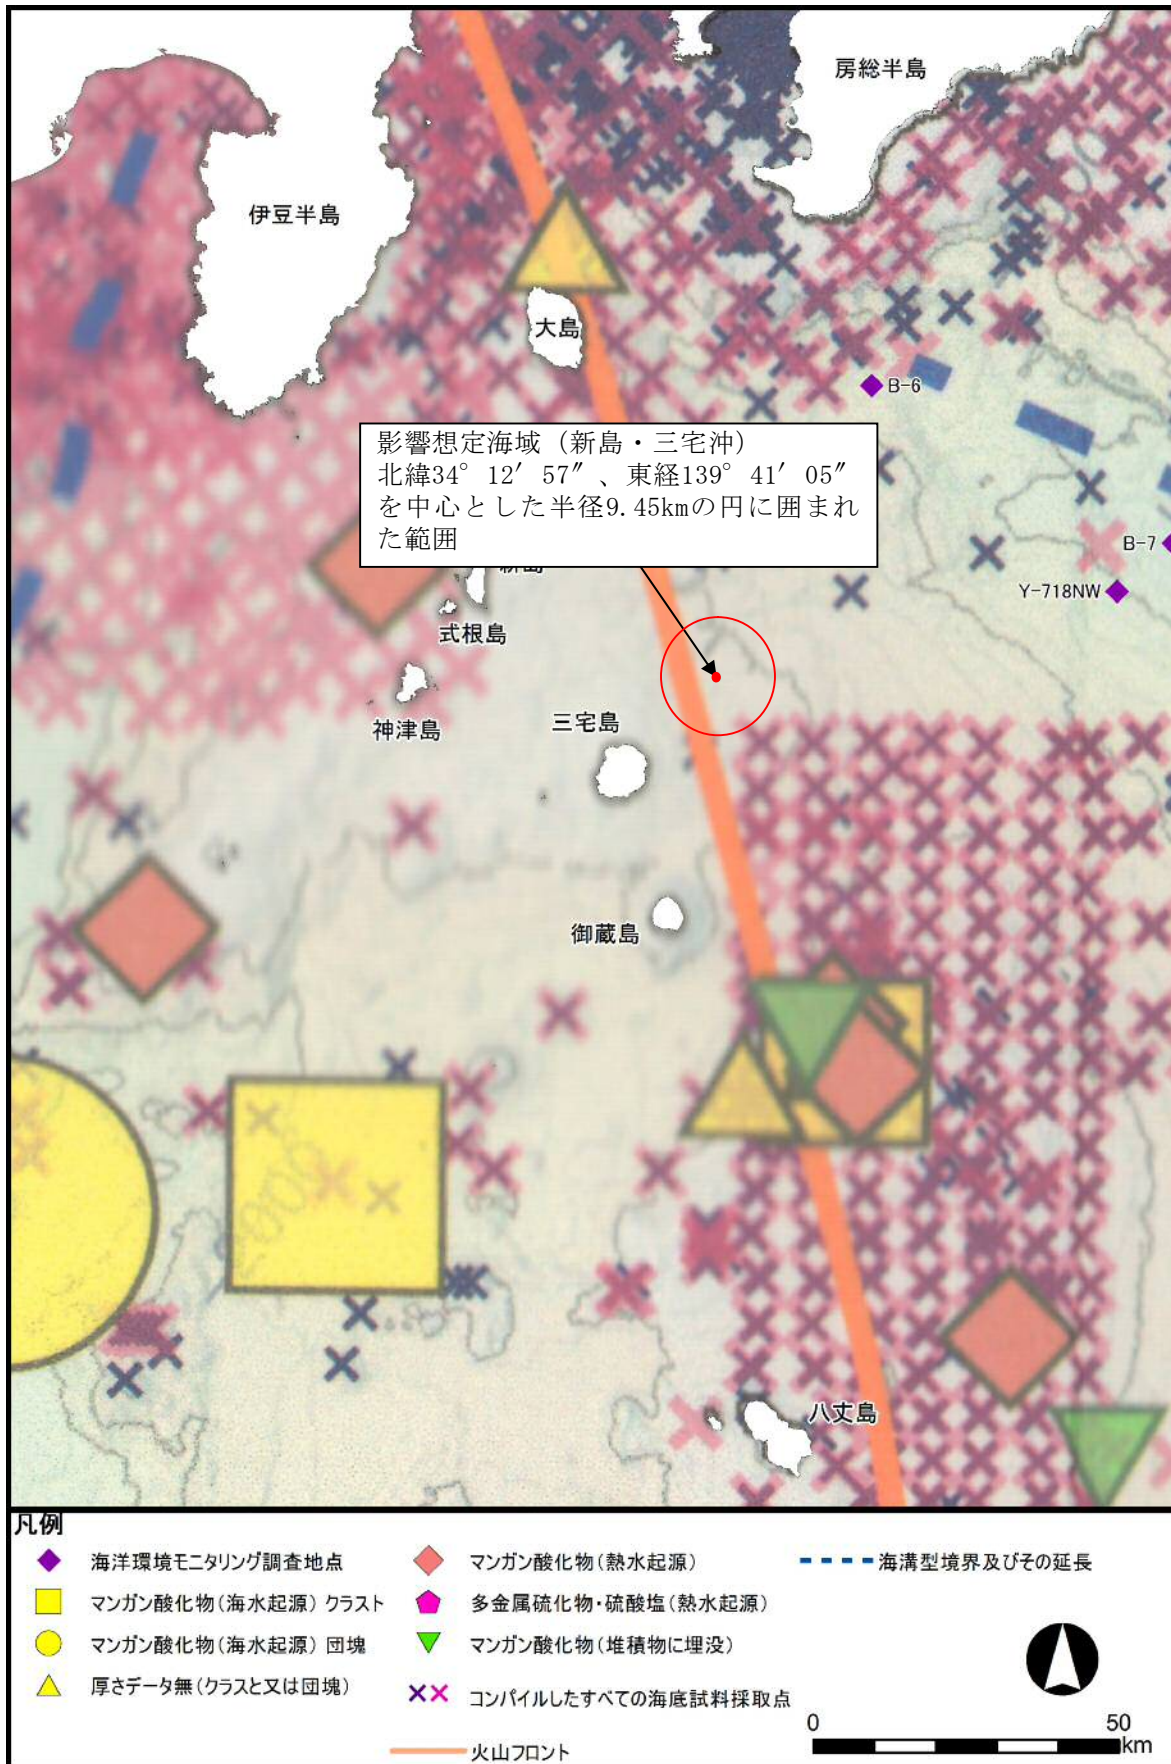 房総半島
伊豆半島
大島
B-6
影響想定海域（新島・三宅沖）
北緯34° 12′ 57″、東経139° 41′ 05″
を中心とした半径9.45kmの円に囲まれ
た範囲
B-7
新島
Y-718NW
式根島
神津島
三宅島
御蔵島
八丈島
凡例
海洋環境モニタリング調査地点
マンガン酸化物(熱水起源)
海溝型境界及びその延長
マンガン酸化物(海水起源) クラスト
多金属硫化物・硫酸塩(熱水起源)
マンガン酸化物(海水起源) 団塊
マンガン酸化物(堆積物に埋没)
厚さデータ無(クラスと又は団塊)
コンパイルしたすべての海底試料採取点
火山フロント
0 50
km